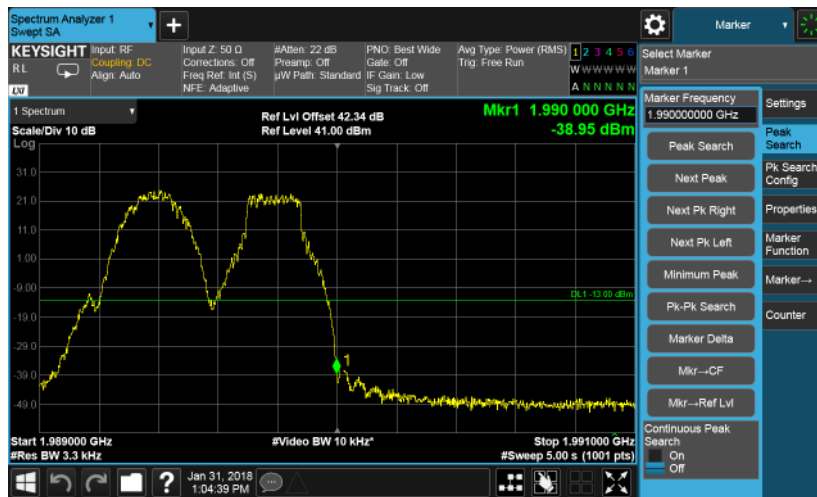 Spectrum Analyzer 1
Swept SA
Marker
KEYSIGHT
RL
LXI
Input: RF
Coupling: DC
Align: Auto
Input Z: 50 Ω
Corrections: Off
Freq Ref: Int (S)
NFE: Adaptive
#Atten: 22 dB
Preamp: Off
µW Path: Standard
PNO: Best Wide
Gate: Off
IF Gain: Low
Sig Track: Off
Avg Type: Power (RMS)
Trig: Free Run
1 2 3 4 5 6
W W W W W W
A N N N N N
Select Marker
Marker 1
1 Spectrum
Scale/Div 10 dB
Log
Ref Lvl Offset 42.34 dB
Ref Level 41.00 dBm
Mkr1 1.990 000 GHz
-38.95 dBm
31.0
21.0
11.0
1.00
-9.00
-19.0
-29.0
-39.0
-49.0
DL1 -13.00 dBm
1
Start 1.989000 GHz
#Res BW 3.3 kHz
#Video BW 10 kHz*
Stop 1.991000 GHz
#Sweep 5.00 s (1001 pts)
Marker Frequency
1.990000000 GHz
Peak Search
Next Peak
Next Pk Right
Next Pk Left
Minimum Peak
Pk-Pk Search
Marker Delta
Mkr→CF
Mkr→Ref Lvl
Continuous Peak
Search
On
Off
Settings
Peak
Search
Pk Search
Config
Properties
Marker
Function
Marker→
Counter
?
Jan 31, 2018
1:04:39 PM